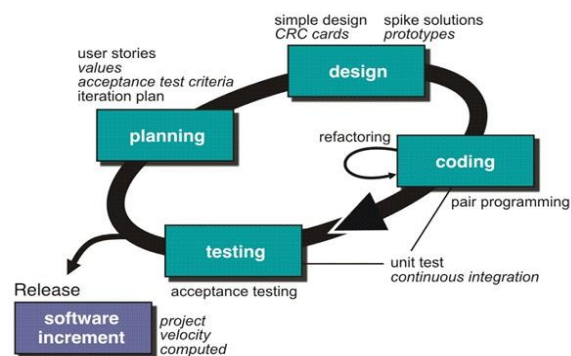 simple design
CRC cards
spike solutions
prototypes
user stories
values
acceptance test criteria
iteration plan
design
planning
refactoring
coding
pair programming
testing
unit test
continuous integration
acceptance testing
Release
software
increment
project
velocity
computed